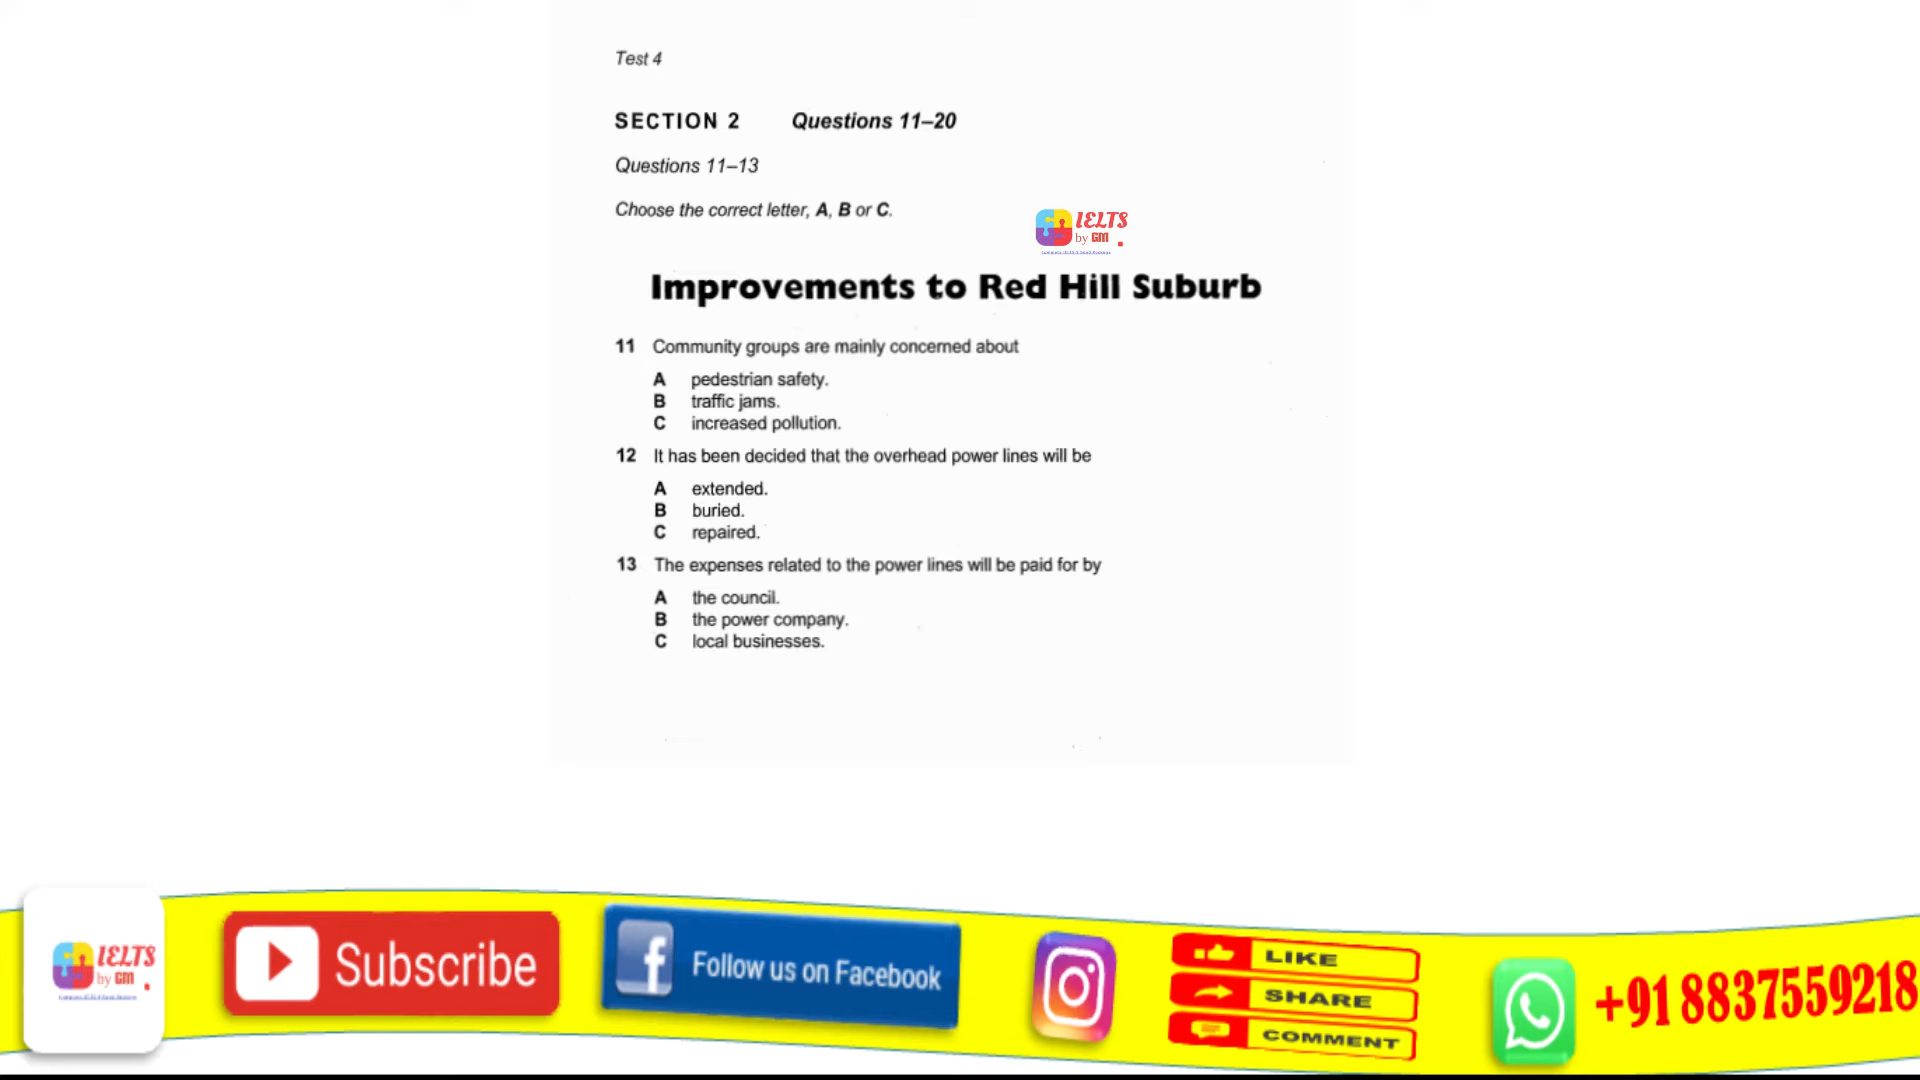 Test 4
SECTION 2 Questions 11–20
Questions 11–13
Choose the correct letter, A, B or C.
IELTS
by GM
Improvements to Red Hill Suburb
11 Community groups are mainly concerned about
A pedestrian safety.
B traffic jams.
C increased pollution.
12 It has been decided that the overhead power lines will be
A extended.
B buried.
C repaired.
13 The expenses related to the power lines will be paid for by
A the council.
B the power company.
C local businesses.
IELTS
by GM
Subscribe
Follow us on Facebook
LIKE
SHARE
COMMENT
+91 8837559218